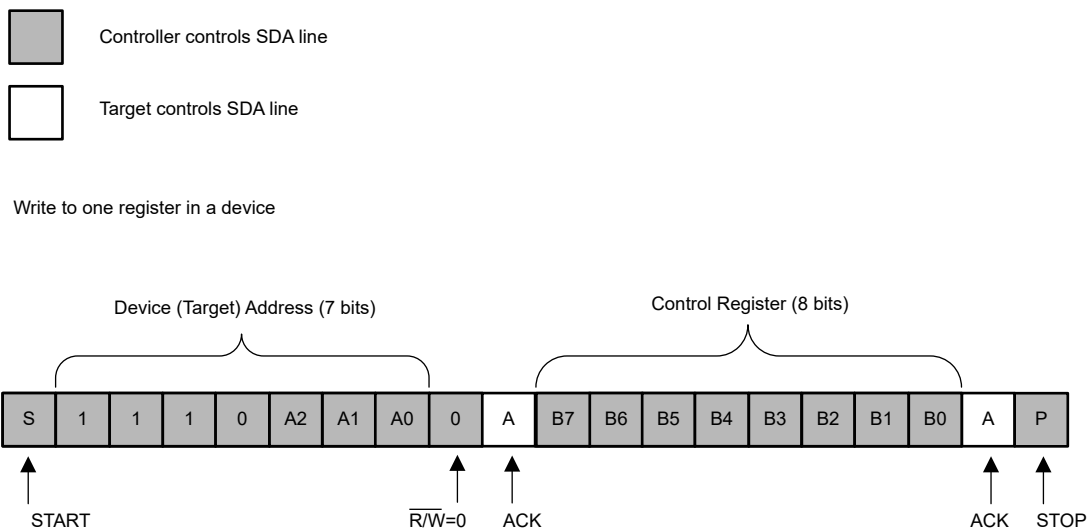 Controller controls SDA line
Target controls SDA line
Write to one register in a device
Device (Target) Address (7 bits)
Control Register (8 bits)
S 1 1 1 0 A2 A1 A0 0 A B7 B6 B5 B4 B3 B2 B1 B0 A P
START R/W=0 ACK ACK STOP